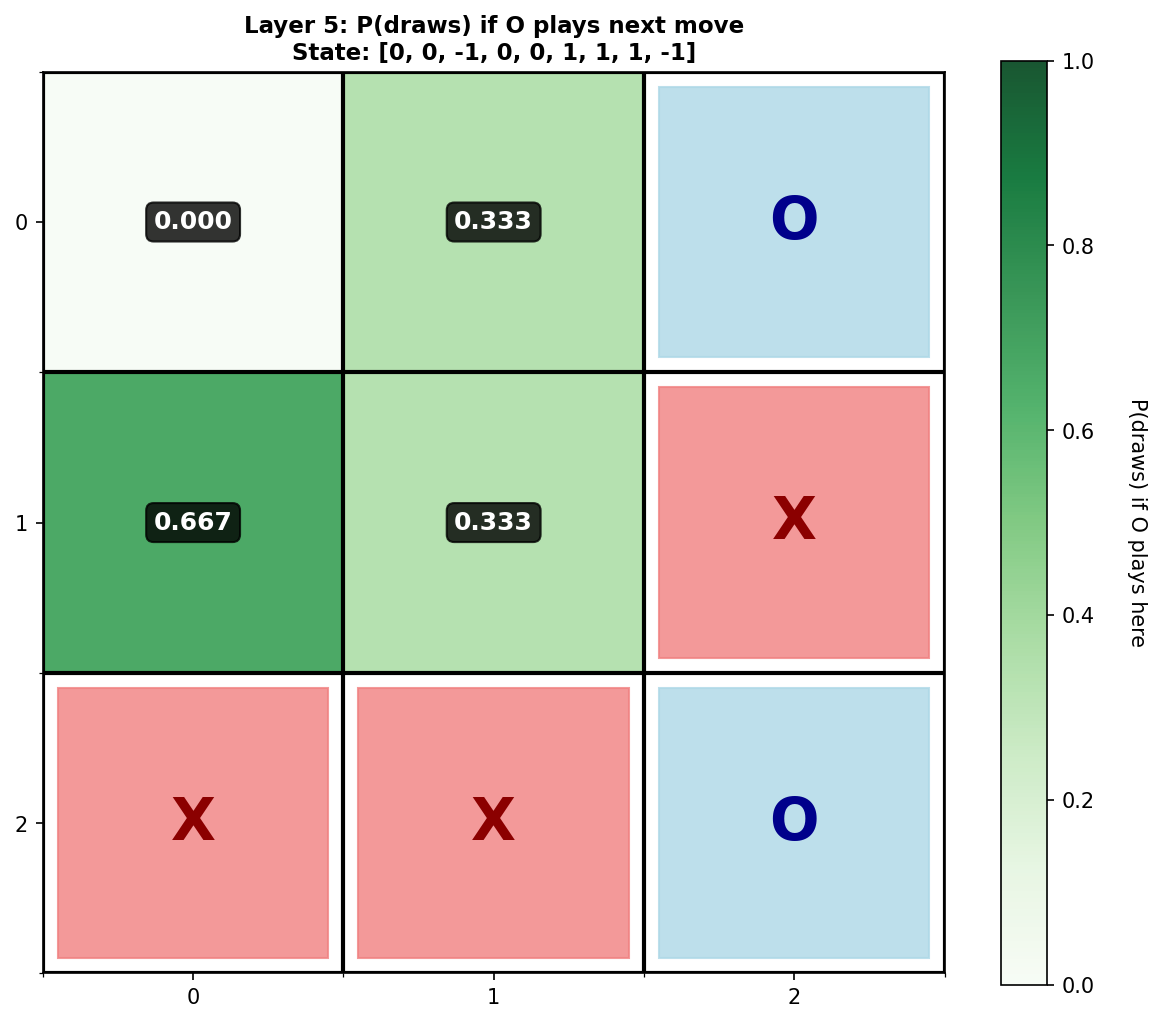 Layer 5: P(draws) if O plays next move
State: [0, 0, -1, 0, 0, 1, 1, 1, -1]
0.000 0.333 O
0.667 0.333 X
X X O
0
1
2
0 1 2
1.0
0.8
0.6
0.4
0.2
0.0
P(draws) if O plays here